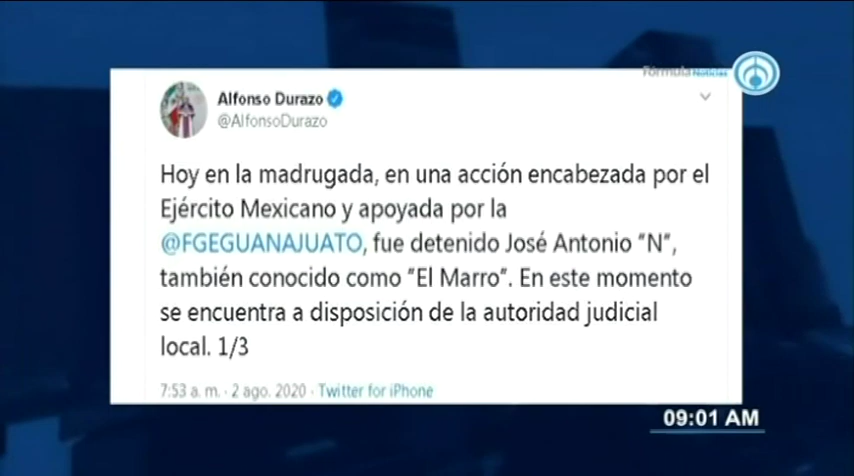 Fórmula Noticias
Alfonso Durazo
@AlfonsoDurazo
Hoy en la madrugada, en una acción encabezada por el
Ejército Mexicano y apoyada por la
@FGEGUANAJUATO, fue detenido José Antonio "N",
también conocido como "El Marro". En este momento
se encuentra a disposición de la autoridad judicial
local. 1/3
7:53 a. m. · 2 ago. 2020 · Twitter for iPhone
09:01 AM